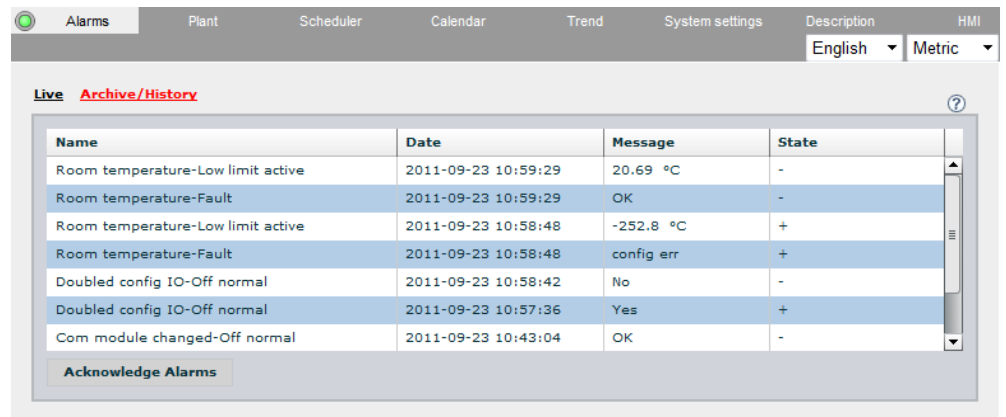 Alarms Plant Scheduler Calendar Trend System settings Description HMI
English Metric
Live Archive/History
?
Name Date Message State
Room temperature-Low limit active 2011-09-23 10:59:29 20.69 °C -
Room temperature-Fault 2011-09-23 10:59:29 OK -
Room temperature-Low limit active 2011-09-23 10:58:48 -252.8 °C +
Room temperature-Fault 2011-09-23 10:58:48 config err +
Doubled config IO-Off normal 2011-09-23 10:58:42 No -
Doubled config IO-Off normal 2011-09-23 10:57:36 Yes +
Com module changed-Off normal 2011-09-23 10:43:04 OK -
Acknowledge Alarms